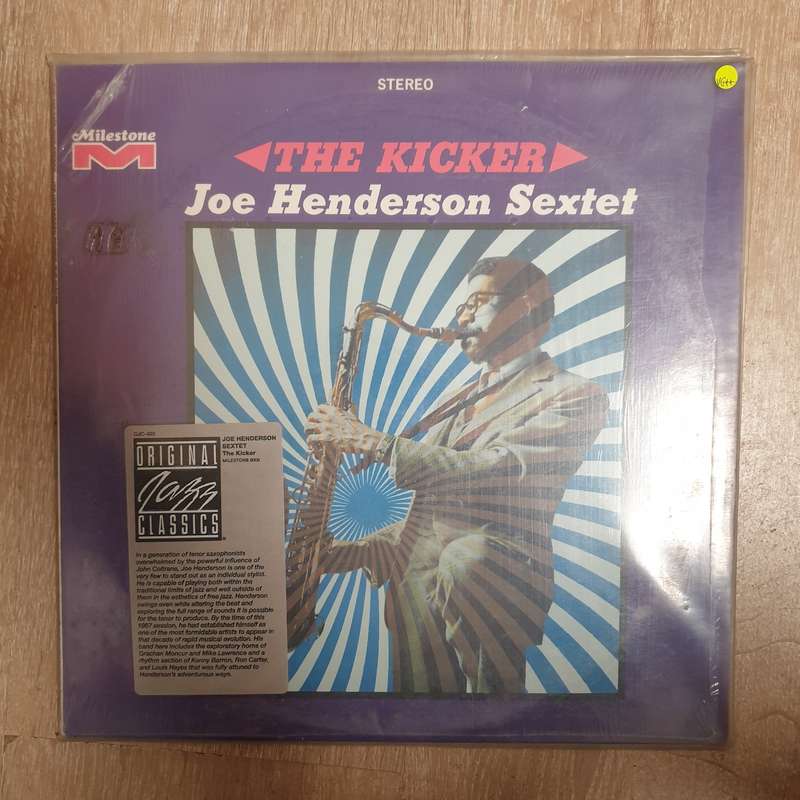 STEREO
VG++
Milestone
M
THE KICKER
Joe Henderson Sextet
ORIGINAL
Jazz
CLASSICS
JOE HENDERSON
SEXTET
The Kicker
MILESTONE 9008
In a generation of tenor saxophonists
overwhelmed by the powerful influence of
John Coltrane, Joe Henderson is one of the
very few to stand out as an individual stylist.
He is capable of playing both within the
traditional limits of jazz and well outside of
them in the esthetics of free jazz. Henderson
swings even while altering the beat and
exploring the full range of sounds it is possible
for the tenor to produce. By the time of this
1967 session, he had established himself as
one of the most formidable artists to appear in
that decade of rapid musical evolution. His
band here includes the exploratory horns of
Grachan Moncur and Mike Lawrence and a
rhythm section of Kenny Barron, Ron Carter,
and Louis Hayes that was fully attuned to
Henderson's adventurous ways.